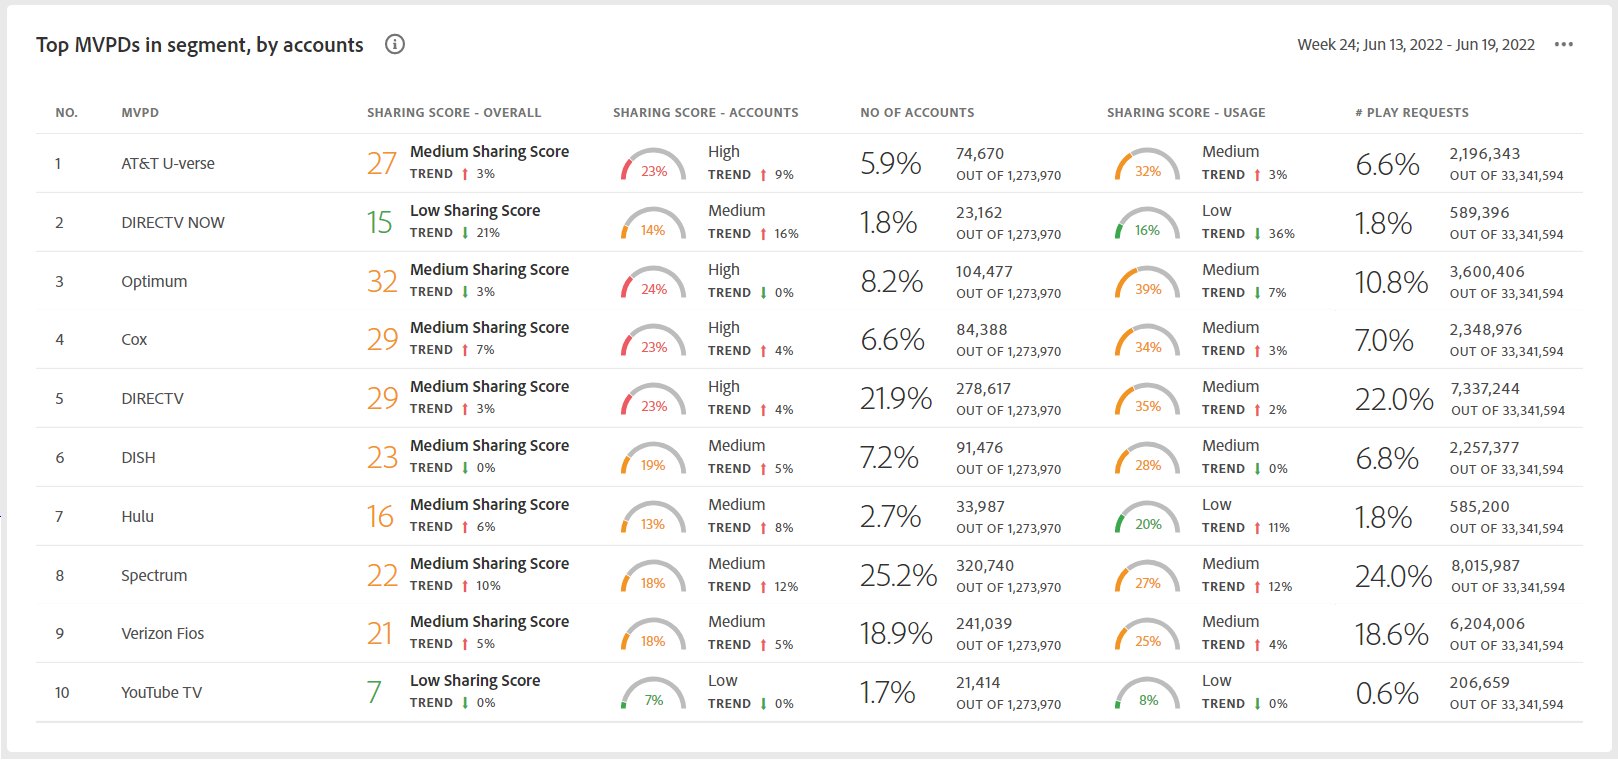 Top MVPDs in segment, by accounts
Week 24; Jun 13, 2022 - Jun 19, 2022
NO. MVPD SHARING SCORE - OVERALL SHARING SCORE - ACCOUNTS NO OF ACCOUNTS SHARING SCORE - USAGE # PLAY REQUESTS
1 AT&T U-verse 27 Medium Sharing Score 23% High 5.9% 74,670 32% Medium 6.6% 2,196,343
TREND 3% TREND 9% OUT OF 1,273,970 TREND 3% OUT OF 33,341,594
2 DIRECTV NOW 15 Low Sharing Score 14% Medium 1.8% 23,162 16% Low 1.8% 589,396
TREND 21% TREND 16% OUT OF 1,273,970 TREND 36% OUT OF 33,341,594
3 Optimum 32 Medium Sharing Score 24% High 8.2% 104,477 39% Medium 10.8% 3,600,406
TREND 3% TREND 0% OUT OF 1,273,970 TREND 7% OUT OF 33,341,594
4 Cox 29 Medium Sharing Score 23% High 6.6% 84,388 34% Medium 7.0% 2,348,976
TREND 7% TREND 4% OUT OF 1,273,970 TREND 3% OUT OF 33,341,594
5 DIRECTV 29 Medium Sharing Score 23% High 21.9% 278,617 35% Medium 22.0% 7,337,244
TREND 3% TREND 4% OUT OF 1,273,970 TREND 2% OUT OF 33,341,594
6 DISH 23 Medium Sharing Score 19% Medium 7.2% 91,476 28% Medium 6.8% 2,257,377
TREND 0% TREND 5% OUT OF 1,273,970 TREND 0% OUT OF 33,341,594
7 Hulu 16 Medium Sharing Score 13% Medium 2.7% 33,987 20% Low 1.8% 585,200
TREND 6% TREND 8% OUT OF 1,273,970 TREND 11% OUT OF 33,341,594
8 Spectrum 22 Medium Sharing Score 18% Medium 25.2% 320,740 27% Medium 24.0% 8,015,987
TREND 10% TREND 12% OUT OF 1,273,970 TREND 12% OUT OF 33,341,594
9 Verizon Fios 21 Medium Sharing Score 18% Medium 18.9% 241,039 25% Medium 18.6% 6,204,006
TREND 5% TREND 5% OUT OF 1,273,970 TREND 4% OUT OF 33,341,594
10 YouTube TV 7 Low Sharing Score 7% Low 1.7% 21,414 8% Low 0.6% 206,659
TREND 0% TREND 0% OUT OF 1,273,970 TREND 0% OUT OF 33,341,594